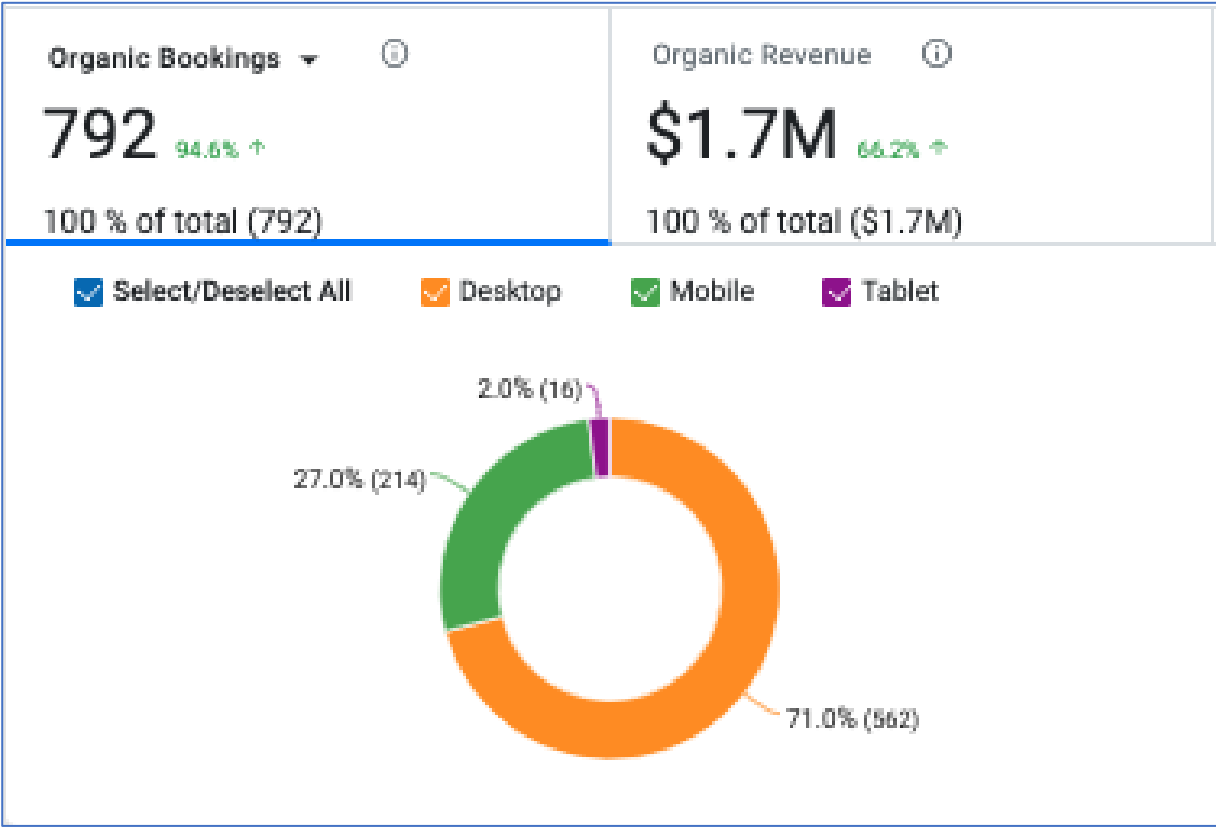 Organic Bookings
792 94.6% ↑
100 % of total (792)
Organic Revenue
$1.7M 66.2% ↑
100 % of total ($1.7M)
Select/Deselect All Desktop Mobile Tablet
2.0% (16)
27.0% (214)
71.0% (562)